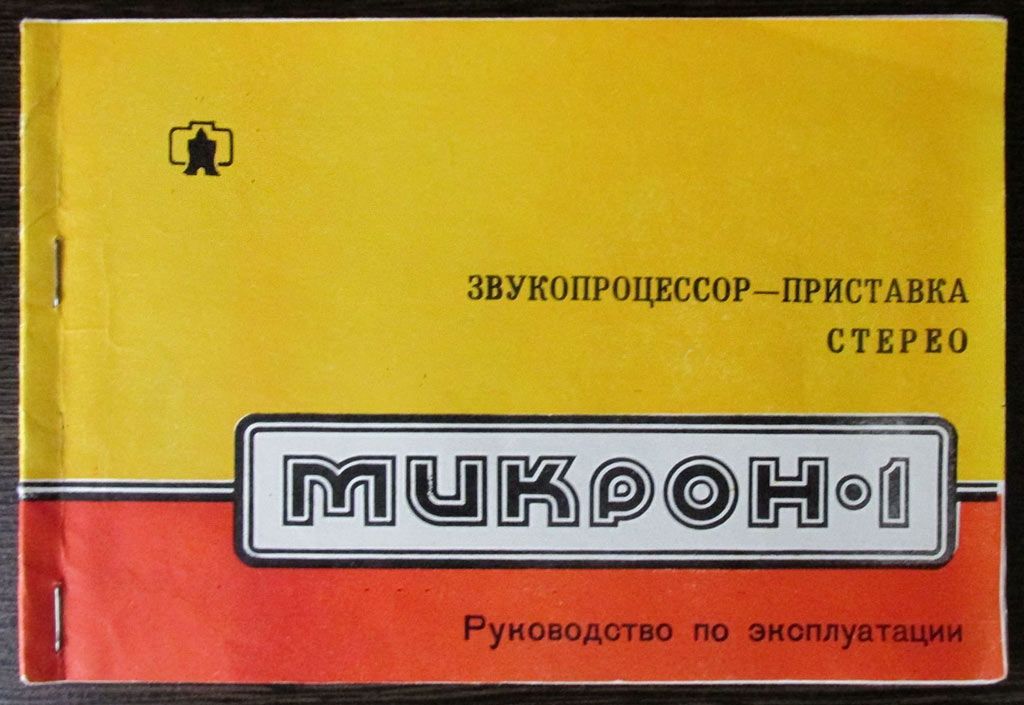 ЗВУКОПРОЦЕССОР—ПРИСТАВКА
СТЕРЕО
МИКРОН·1
Руководство по эксплуатации